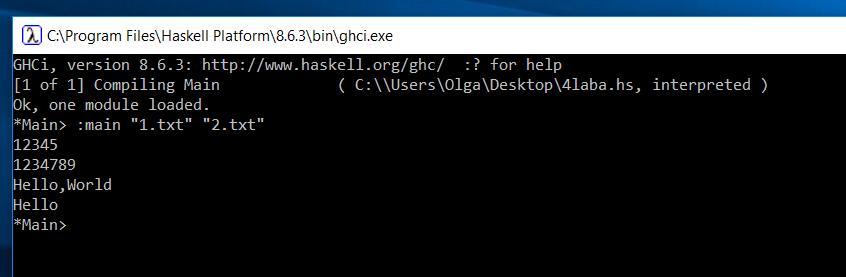 λ C:\Program Files\Haskell Platform\8.6.3\bin\ghci.exe
GHCi, version 8.6.3: http://www.haskell.org/ghc/  :? for help
[1 of 1] Compiling Main             ( C:\\Users\Olga\Desktop\4laba.hs, interpreted )
Ok, one module loaded.
*Main> :main "1.txt" "2.txt"
12345
1234789
Hello,World
Hello
*Main>